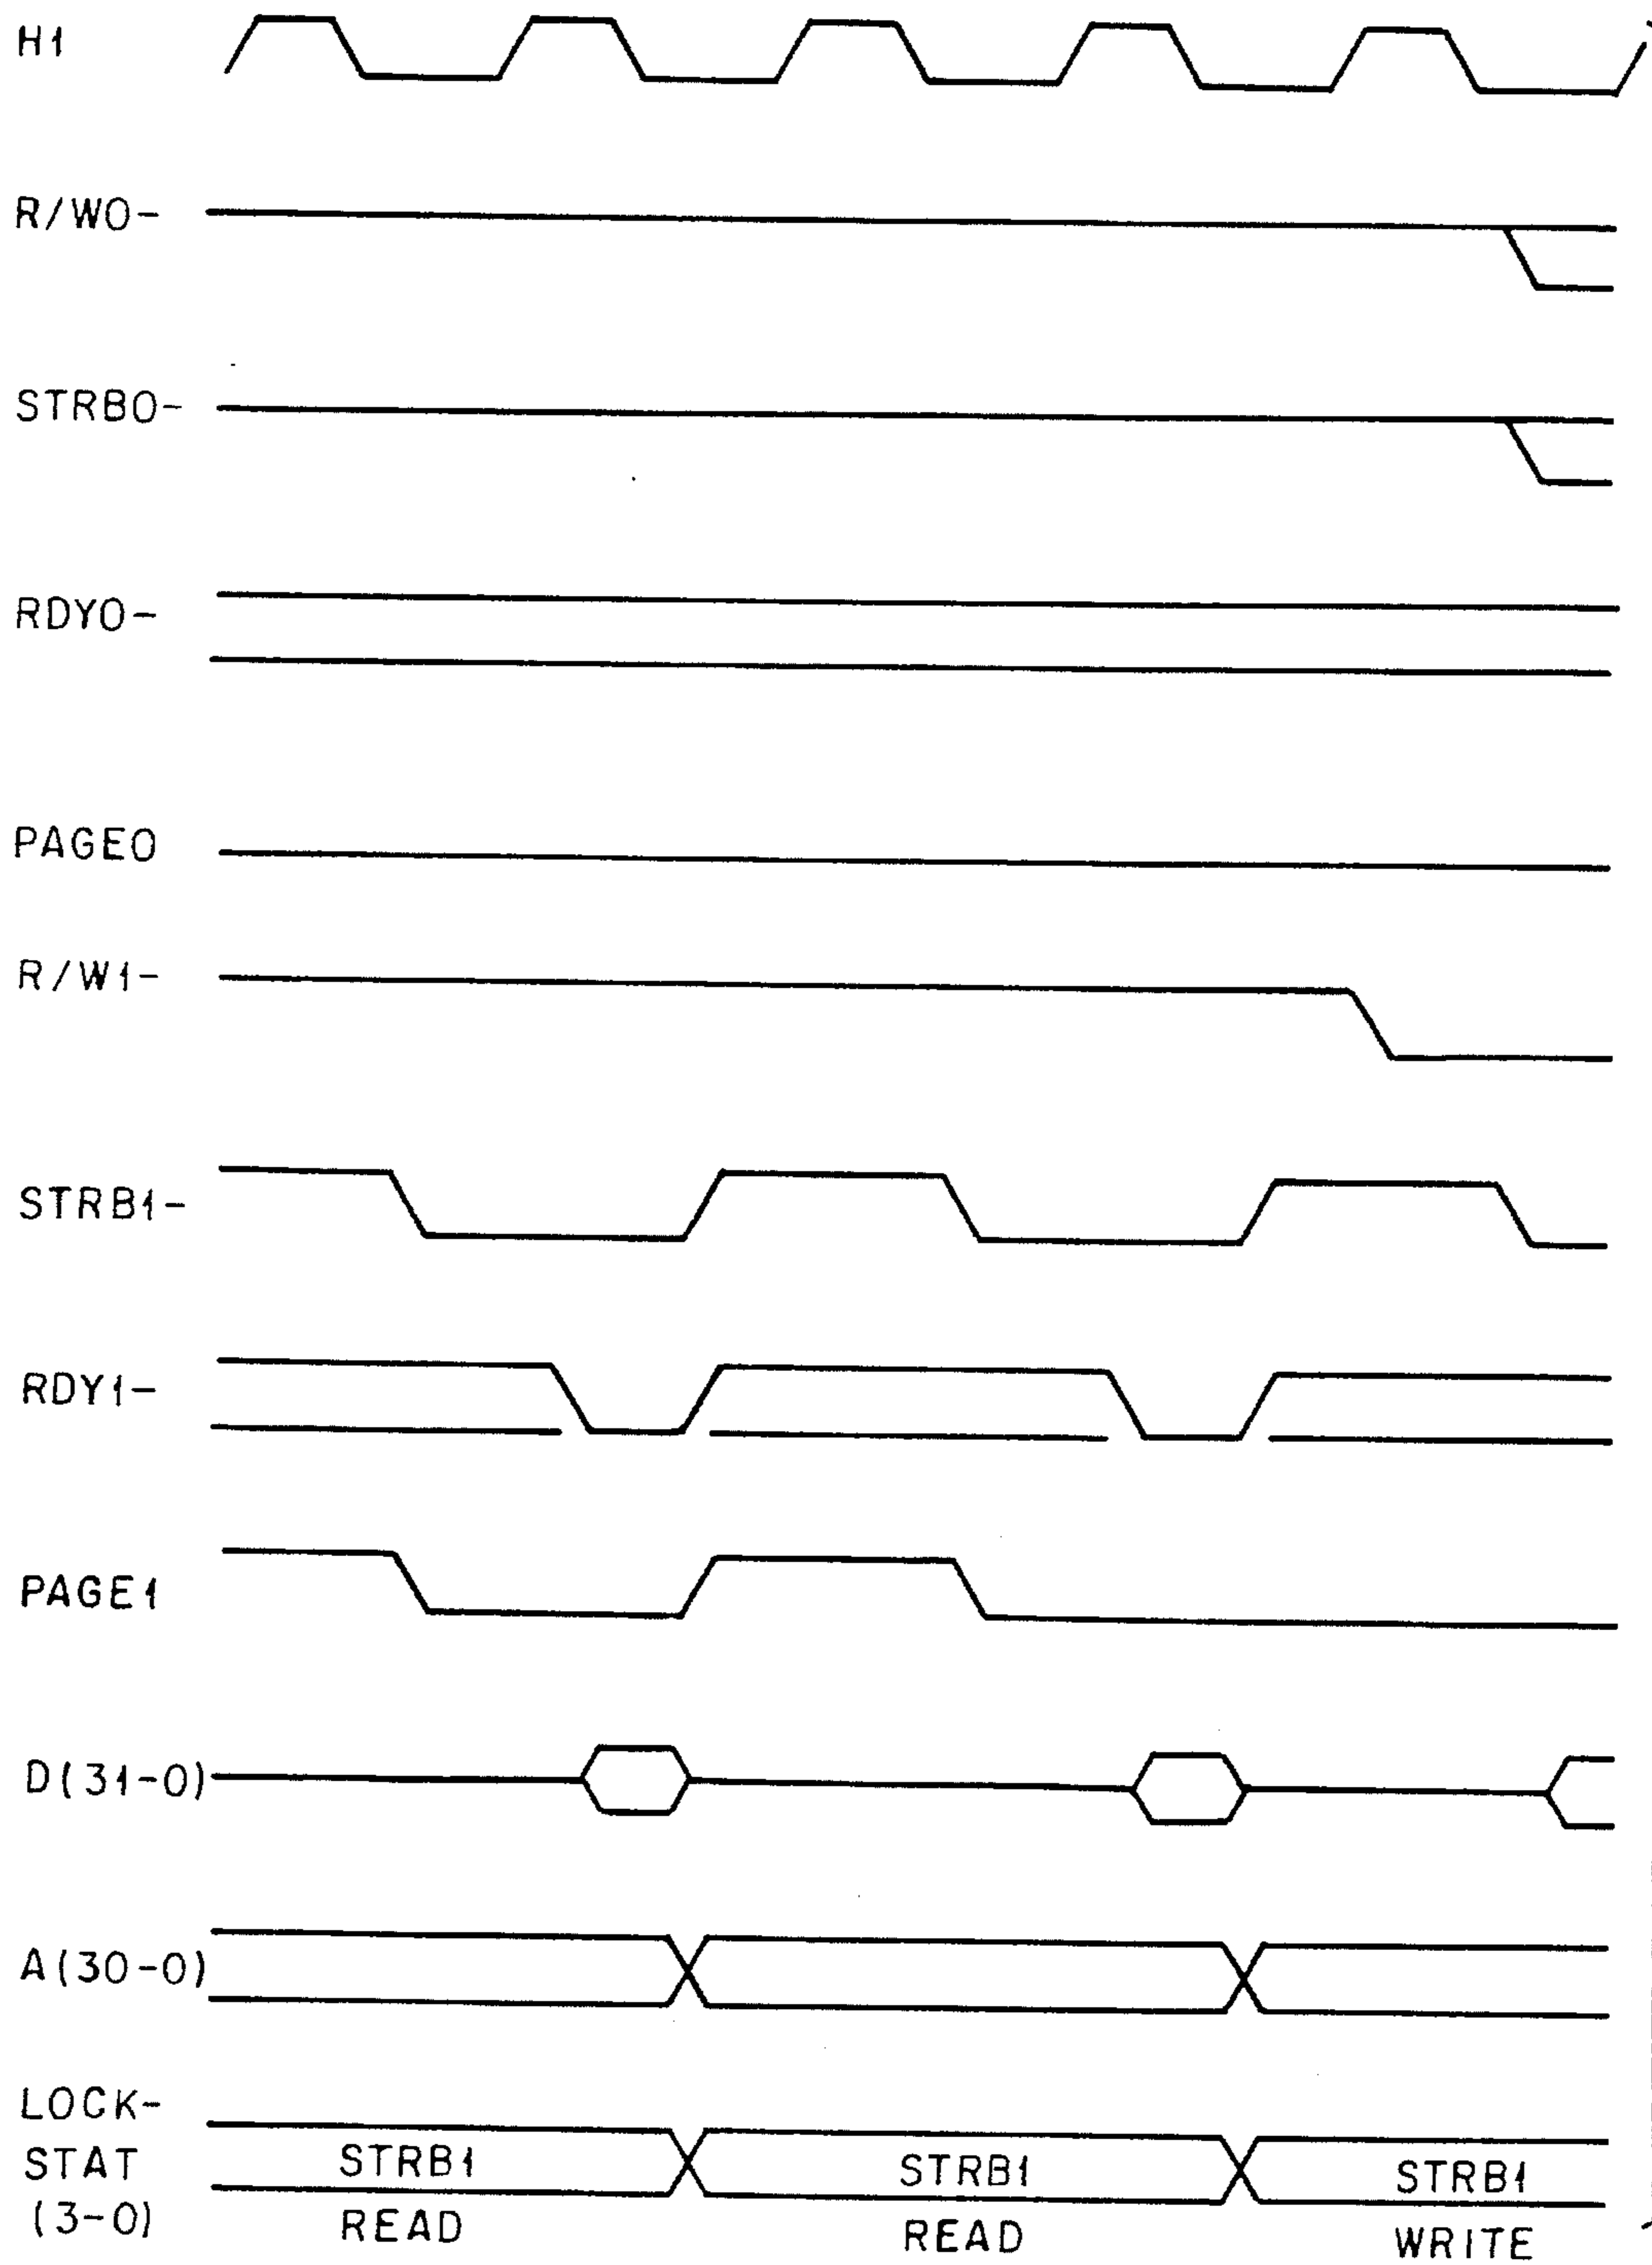 H1
R/W0-
STRB0-
RDY0-
PAGE0
R/W1-
STRB1-
RDY1-
PAGE1
D(31-0)
A(30-0)
LOCK-
STAT
(3-0)
STRB1 STRB1 STRB1
READ READ WRITE